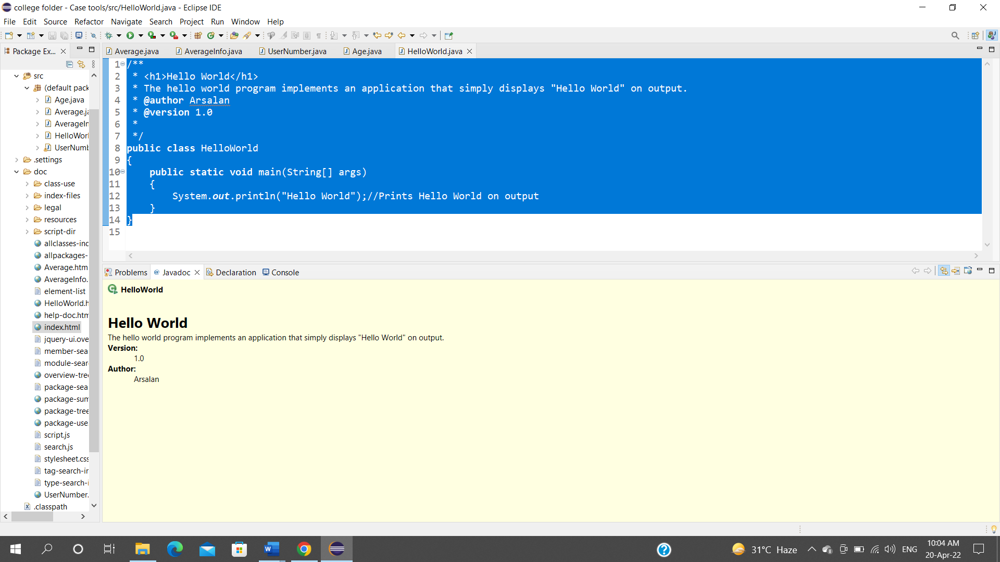 college folder - Case tools/src/HelloWorld.java - Eclipse IDE
File Edit Source Refactor Navigate Search Project Run Window Help
Package Ex...
Average.java AverageInfo.java UserNumber.java Age.java HelloWorld.java
src
(default pack
Age.java
Average.ja
AverageIn
HelloWorl
UserNumb
.settings
doc
class-use
index-files
legal
resources
script-dir
allclasses-inc
allpackages-
Average.htm
AverageInfo.
element-list
HelloWorld.h
help-doc.htm
index.html
jquery-ui.ove
member-sea
module-sear
overview-tree
package-sea
package-sum
package-tree
package-use
script.js
search.js
stylesheet.css
tag-search-in
type-search-i
UserNumber.
.classpath
1 /**
2 * <h1>Hello World</h1>
3 * The hello world program implements an application that simply displays "Hello World" on output.
4 * @author Arsalan
5 * @version 1.0
6 *
7 */
8 public class HelloWorld
9 {
10 public static void main(String[] args)
11 {
12 System.out.println("Hello World");//Prints Hello World on output
13 }
14 }
15
Problems @ Javadoc Declaration Console
HelloWorld
Hello World
The hello world program implements an application that simply displays "Hello World" on output.
Version:
1.0
Author:
Arsalan
31°C Haze ENG
10:04 AM
20-Apr-22